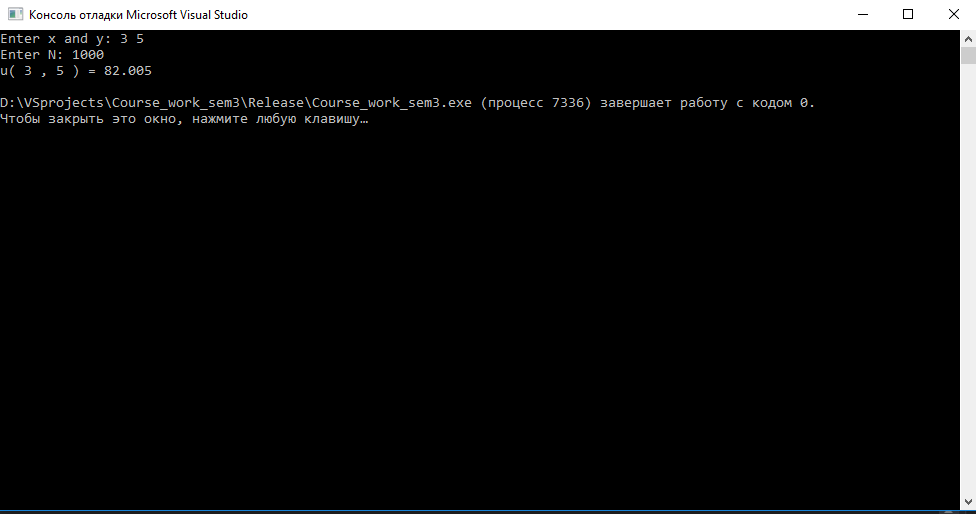 Консоль отладки Microsoft Visual Studio
Enter x and y: 3 5
Enter N: 1000
u( 3 , 5 ) = 82.005
D:\VSprojects\Course_work_sem3\Release\Course_work_sem3.exe (процесс 7336) завершает работу с кодом 0.
Чтобы закрыть это окно, нажмите любую клавишу…